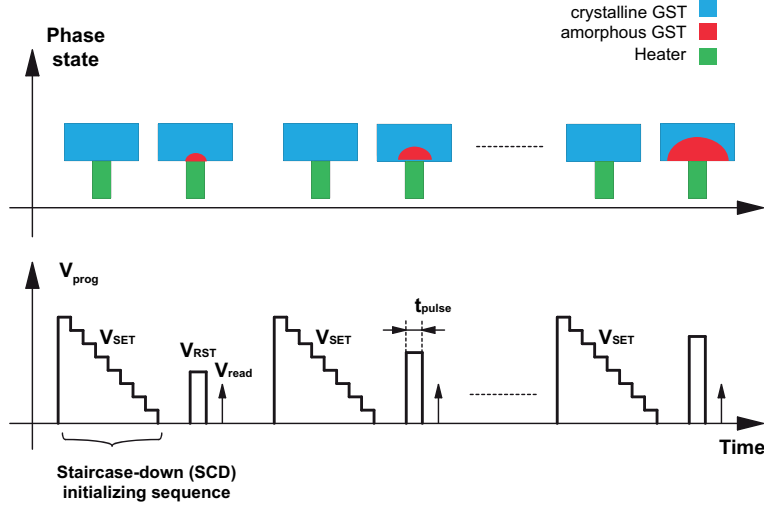 crystalline GST
amorphous GST
Heater
Phase
state
Vprog
VSET
VRST
Vread
VSET
tpulse
VSET
Time
Staircase-down (SCD)
initializing sequence